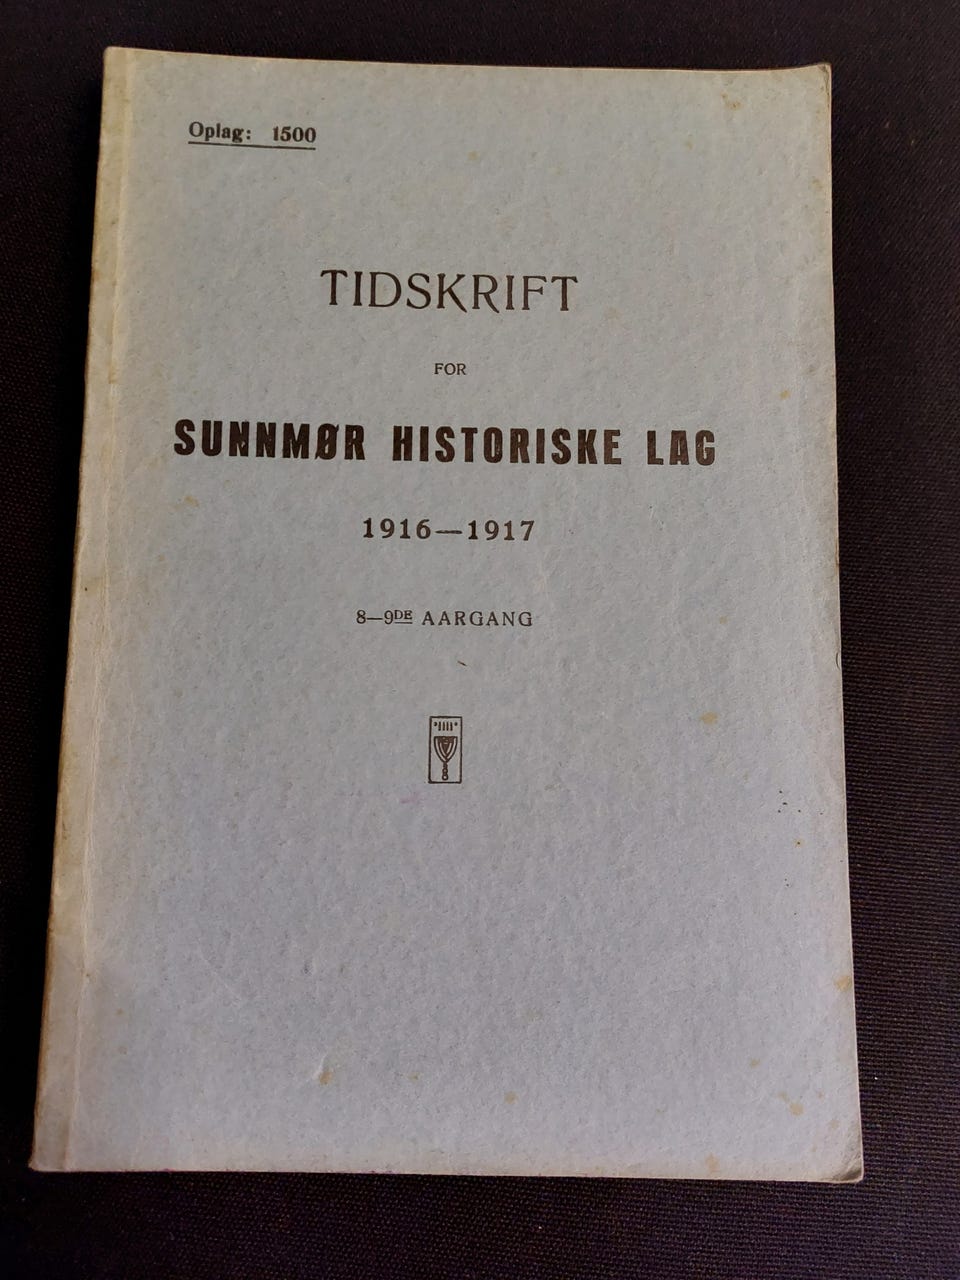 Oplag: 1500
TIDSKRIFT
FOR
SUNNMØR HISTORISKE LAG
1916—1917
8—9DE AARGANG